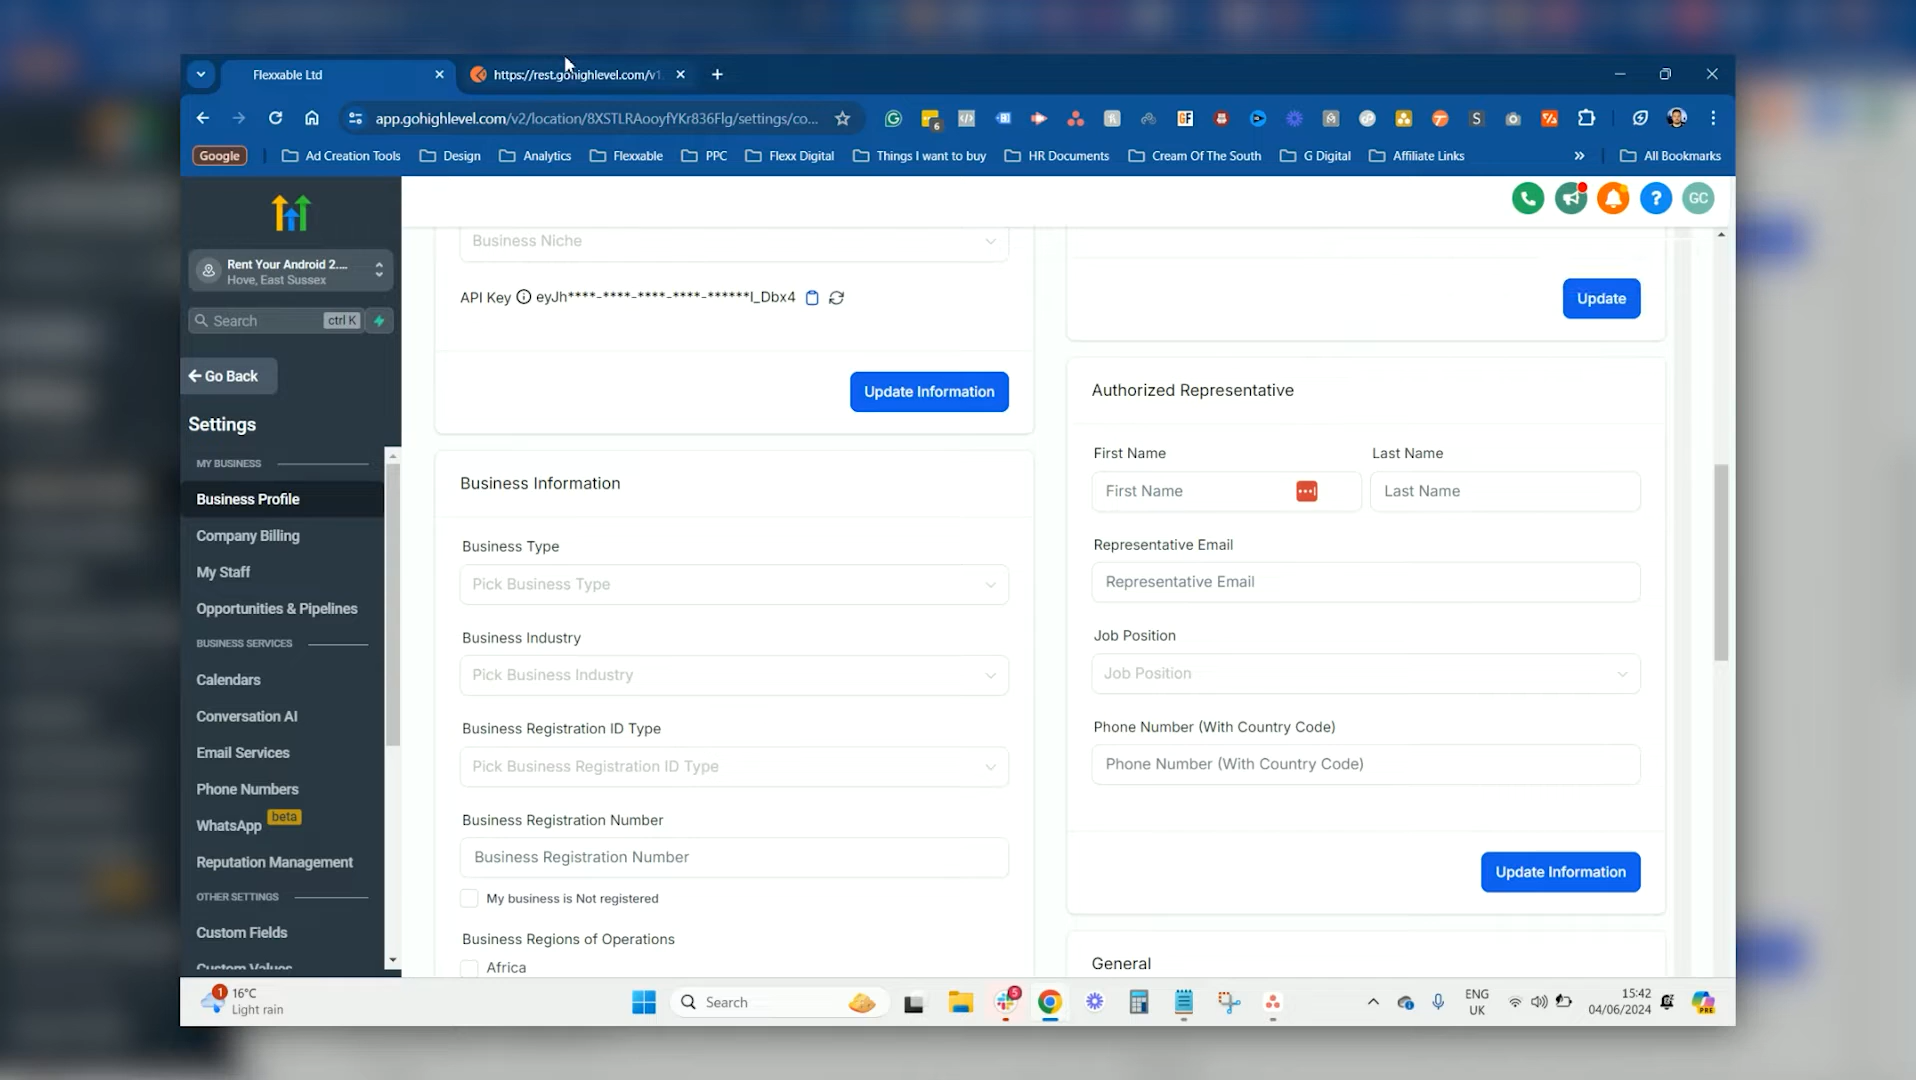 Flexxable Ltd
https://rest.gohighlevel.com/v1
app.gohighlevel.com/v2/location/8XSTLRAooyfYKr836Flg/settings/co...
6
GF
S
Google
Ad Creation Tools
Design
Analytics
Flexxable
PPC
Flexx Digital
Things I want to buy
HR Documents
Cream Of The South
G Digital
Affiliate Links
All Bookmarks
GC
Rent Your Android 2....
Hove, East Sussex
Search
ctrl K
Go Back
Settings
MY BUSINESS
Business Profile
Company Billing
My Staff
Opportunities & Pipelines
BUSINESS SERVICES
Calendars
Conversation AI
Email Services
Phone Numbers
WhatsApp beta
Reputation Management
OTHER SETTINGS
Custom Fields
Custom Values
Business Niche
API Key eyJh****-****-****-****-******l_Dbx4
Update Information
Business Information
Business Type
Pick Business Type
Business Industry
Pick Business Industry
Business Registration ID Type
Pick Business Registration ID Type
Business Registration Number
Business Registration Number
My business is Not registered
Business Regions of Operations
Africa
Update
Authorized Representative
First Name
Last Name
First Name
Last Name
Representative Email
Representative Email
Job Position
Job Position
Phone Number (With Country Code)
Phone Number (With Country Code)
Update Information
General
1
16°C
Light rain
Search
5
ENG
UK
15:42
04/06/2024
PRE